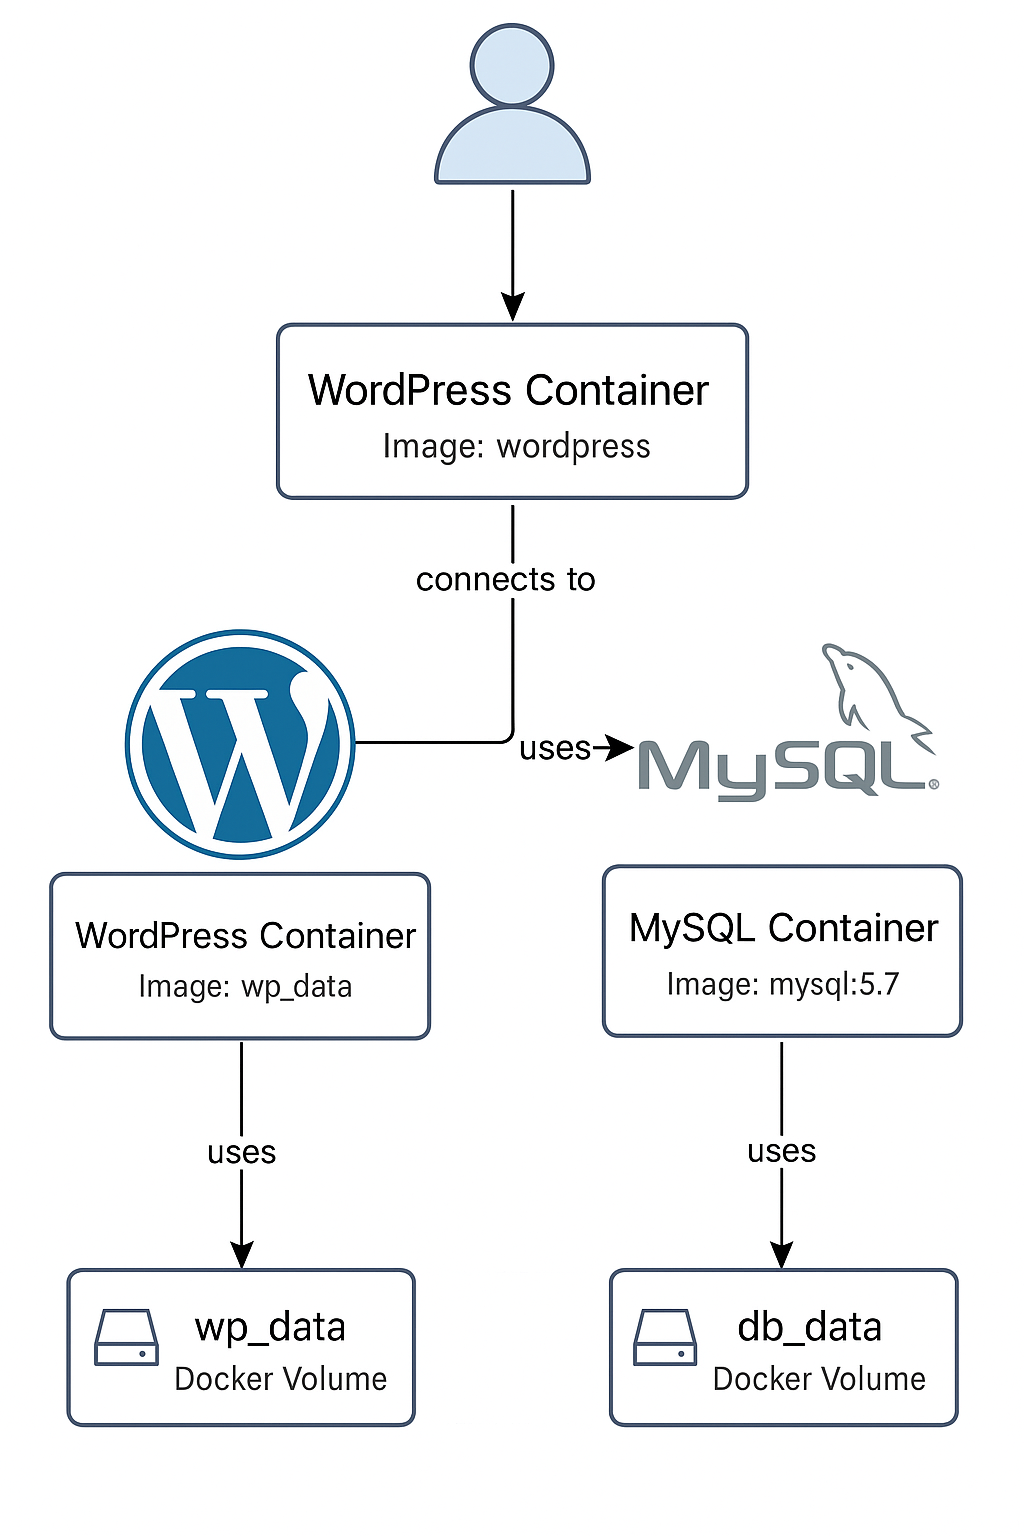 WordPress Container
Image: wordpress
connects to
uses
MySQL®
WordPress Container
Image: wp_data
MySQL Container
Image: mysql:5.7
uses
uses
wp_data
Docker Volume
db_data
Docker Volume